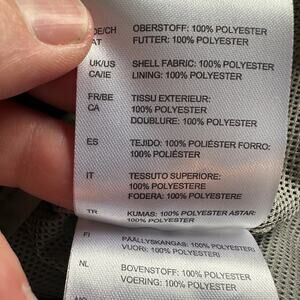 DE/CH OBERSTOFF: 100% POLYESTER
AT FUTTER: 100% POLYESTER
UK/US SHELL FABRIC: 100% POLYESTER
CA/IE LINING: 100% POLYESTER
FR/BE TISSU EXTERIEUR:
CA 100% POLYESTER
DOUBLURE: 100% POLYESTER
ES TEJIDO: 100% POLIÉSTER FORRO:
100% POLIÉSTER
IT TESSUTO SUPERIORE:
100% POLYESTERE
FODERA: 100% POLYESTERE
TR KUMAS: 100% POLYESTER ASTAR:
100% POLYESTER
FI PÄÄLLYSKANGAS: 100% POLYESTERI
VUORI: 100% POLYESTERI
NL BOVENSTOF: 100% POLYESTER
VOERING: 100% POLYESTER